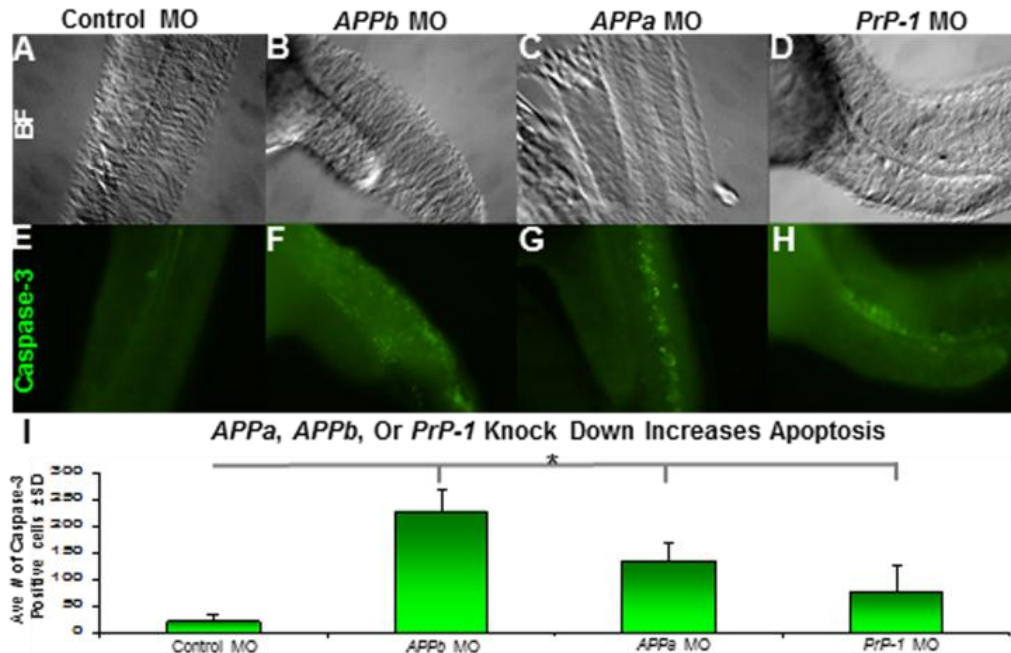 Control MO APPb MO APPa MO PrP-1 MO
A B C D
BF
E F G H
Caspase-3
I APPa, APPb, Or PrP-1 Knock Down Increases Apoptosis
*
Ave # of Caspase-3
Positive cells ±SD
300
250
200
150
100
50
0
Control MO APPb MO APPa MO PrP-1 MO